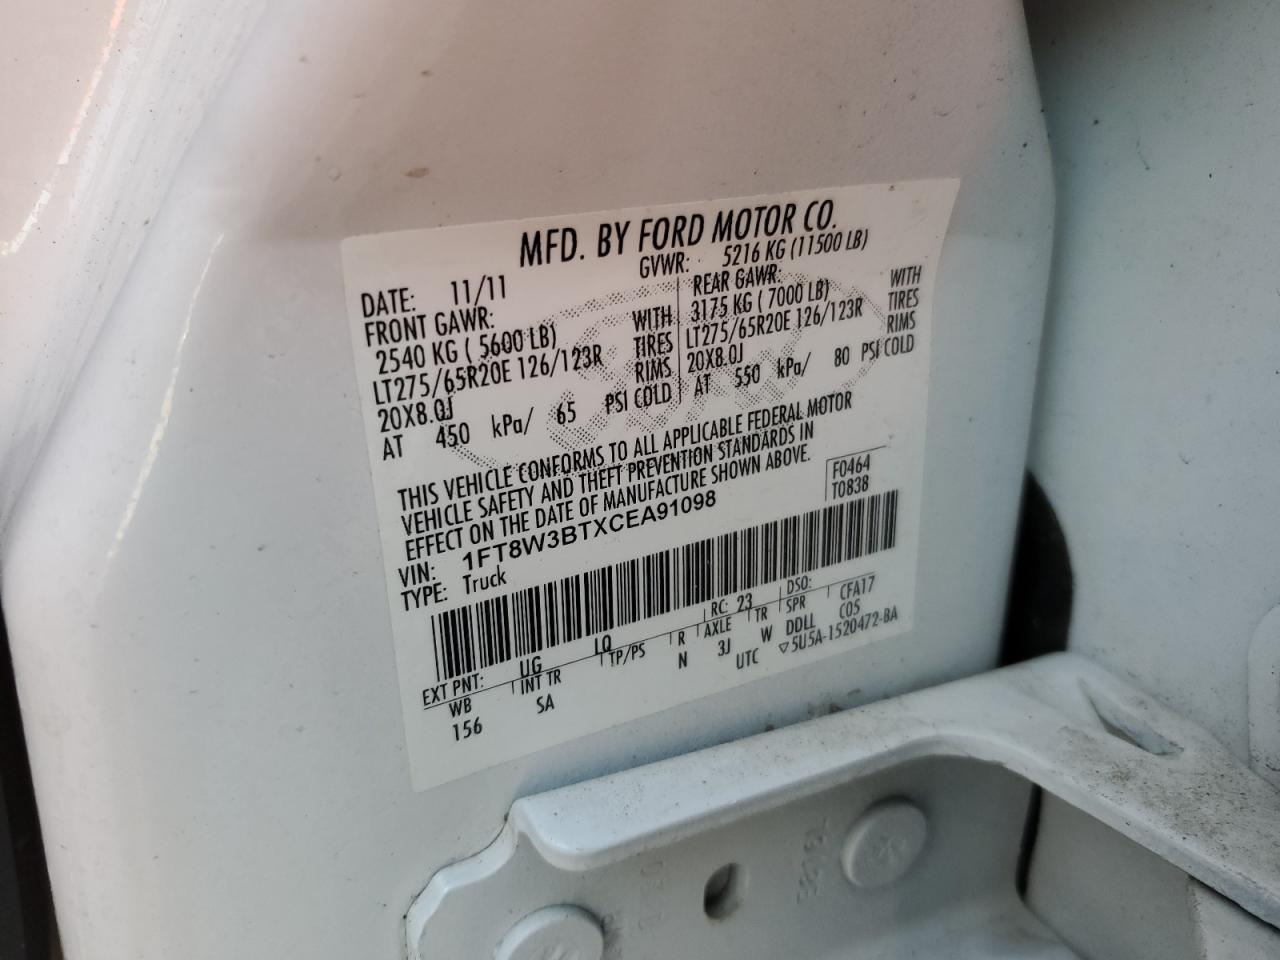 MFD. BY FORD MOTOR CO.
DATE: 11/11 GVWR: 5216 KG (11500 LB)
FRONT GAWR: REAR GAWR:
2540 KG ( 5600 LB) WITH 3175 KG ( 7000 LB) WITH
LT275/65R20E 126/123R TIRES LT275/65R20E 126/123R TIRES
20X8.0J RIMS 20X8.0J RIMS
AT 450 kPa/ 65 PSI COLD AT 550 kPa/ 80 PSI COLD
THIS VEHICLE CONFORMS TO ALL APPLICABLE FEDERAL MOTOR
VEHICLE SAFETY AND THEFT PREVENTION STANDARDS IN
EFFECT ON THE DATE OF MANUFACTURE SHOWN ABOVE.
F0464
T0838
VIN: 1FT8W3BTXCEA91098
TYPE: Truck
EXT PNT: UG LQ RC: 23 DSO:
WB INT TR TP/PS R AXLE TR SPR CFA17
156 SA N 3J W DDLL C05
UTC ▽5U5A-1520472-BA